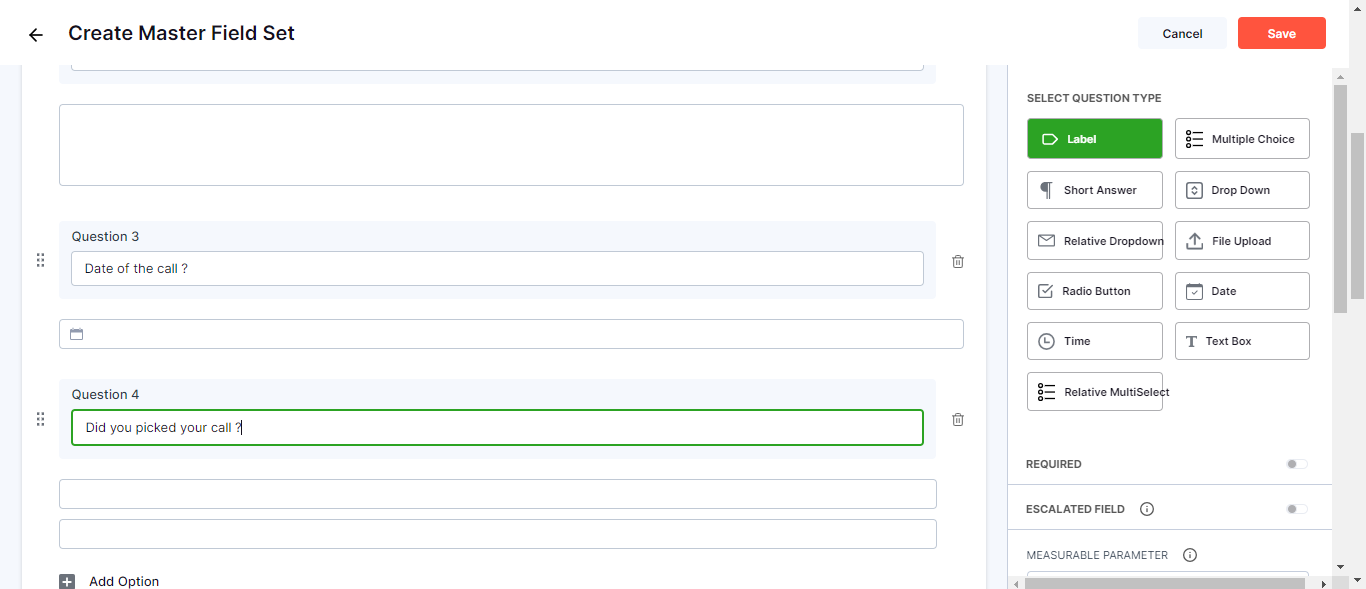 Create Master Field Set
Cancel
Save
Question 3
Date of the call ?
Question 4
Did you picked your call ?
Add Option
SELECT QUESTION TYPE
Label
Multiple Choice
Short Answer
Drop Down
Relative Dropdown
File Upload
Radio Button
Date
Time
Text Box
Relative MultiSelect
REQUIRED
ESCALATED FIELD
MEASURABLE PARAMETER